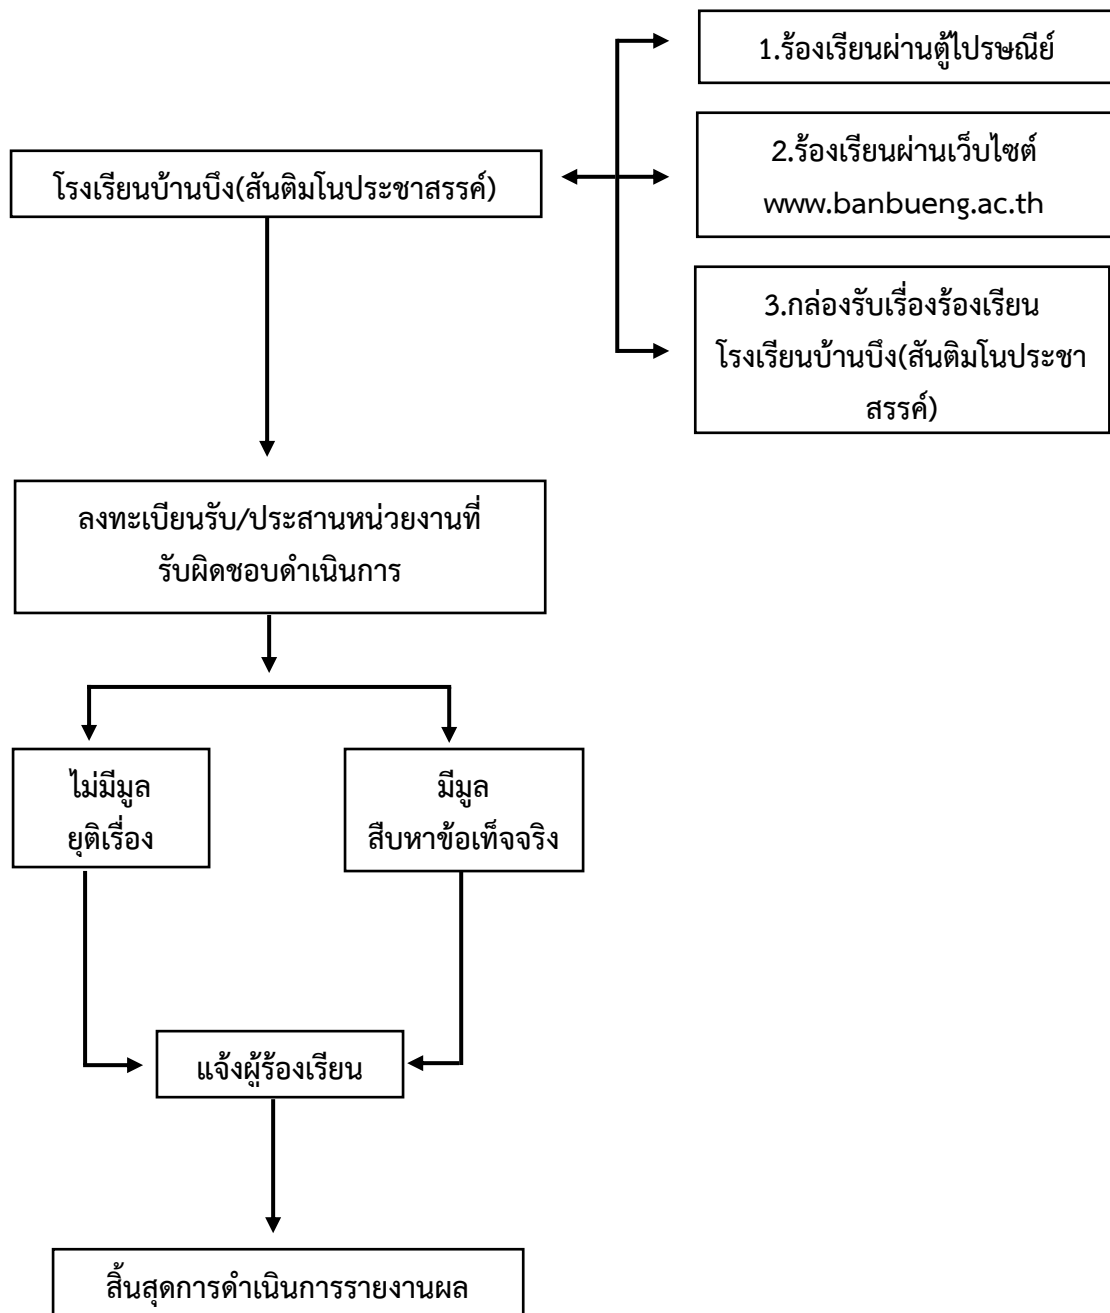 1.ร้องเรียนผ่านตู้ไปรษณีย์
โรงเรียนบ้านบึง(สันติมโนประชาสรรค์)
2.ร้องเรียนผ่านเว็บไซต์
www.banbueng.ac.th
3.กล่องรับเรื่องร้องเรียน
โรงเรียนบ้านบึง(สันติมโนประชา
สรรค์)
ลงทะเบียนรับ/ประสานหน่วยงานที่
รับผิดชอบดำเนินการ
ไม่มีมูล
ยุติเรื่อง
มีมูล
สืบหาข้อเท็จจริง
แจ้งผู้ร้องเรียน
สิ้นสุดการดำเนินการรายงานผล